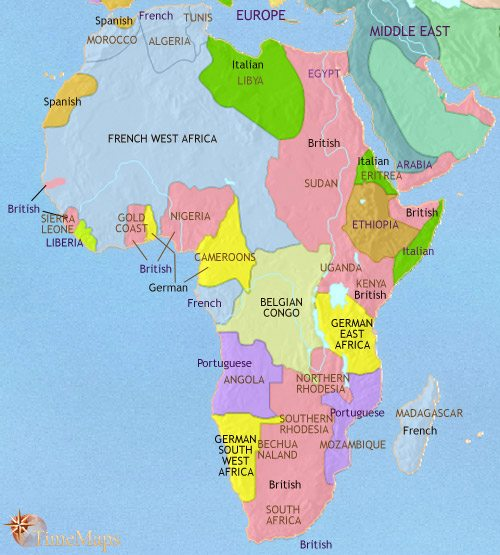 Spanish
French
TUNIS
EUROPE
MOROCCO
ALGERIA
MIDDLE EAST
Italian
LIBYA
EGYPT
Spanish
FRENCH WEST AFRICA
British
Italian
ERITREA
ARABIA
SUDAN
British
SIERRA
LEONE
LIBERIA
GOLD
COAST
NIGERIA
British
German
CAMEROONS
ETHIOPIA
British
Italian
UGANDA
KENYA
British
French
BELGIAN
CONGO
GERMAN
EAST
AFRICA
Portuguese
ANGOLA
NORTHERN
RHODESIA
Portuguese
MADAGASCAR
French
SOUTHERN
RHODESIA
MOZAMBIQUE
GERMAN
SOUTH
WEST
AFRICA
BECHUA
NALAND
British
SOUTH
AFRICA
British
TimeMaps